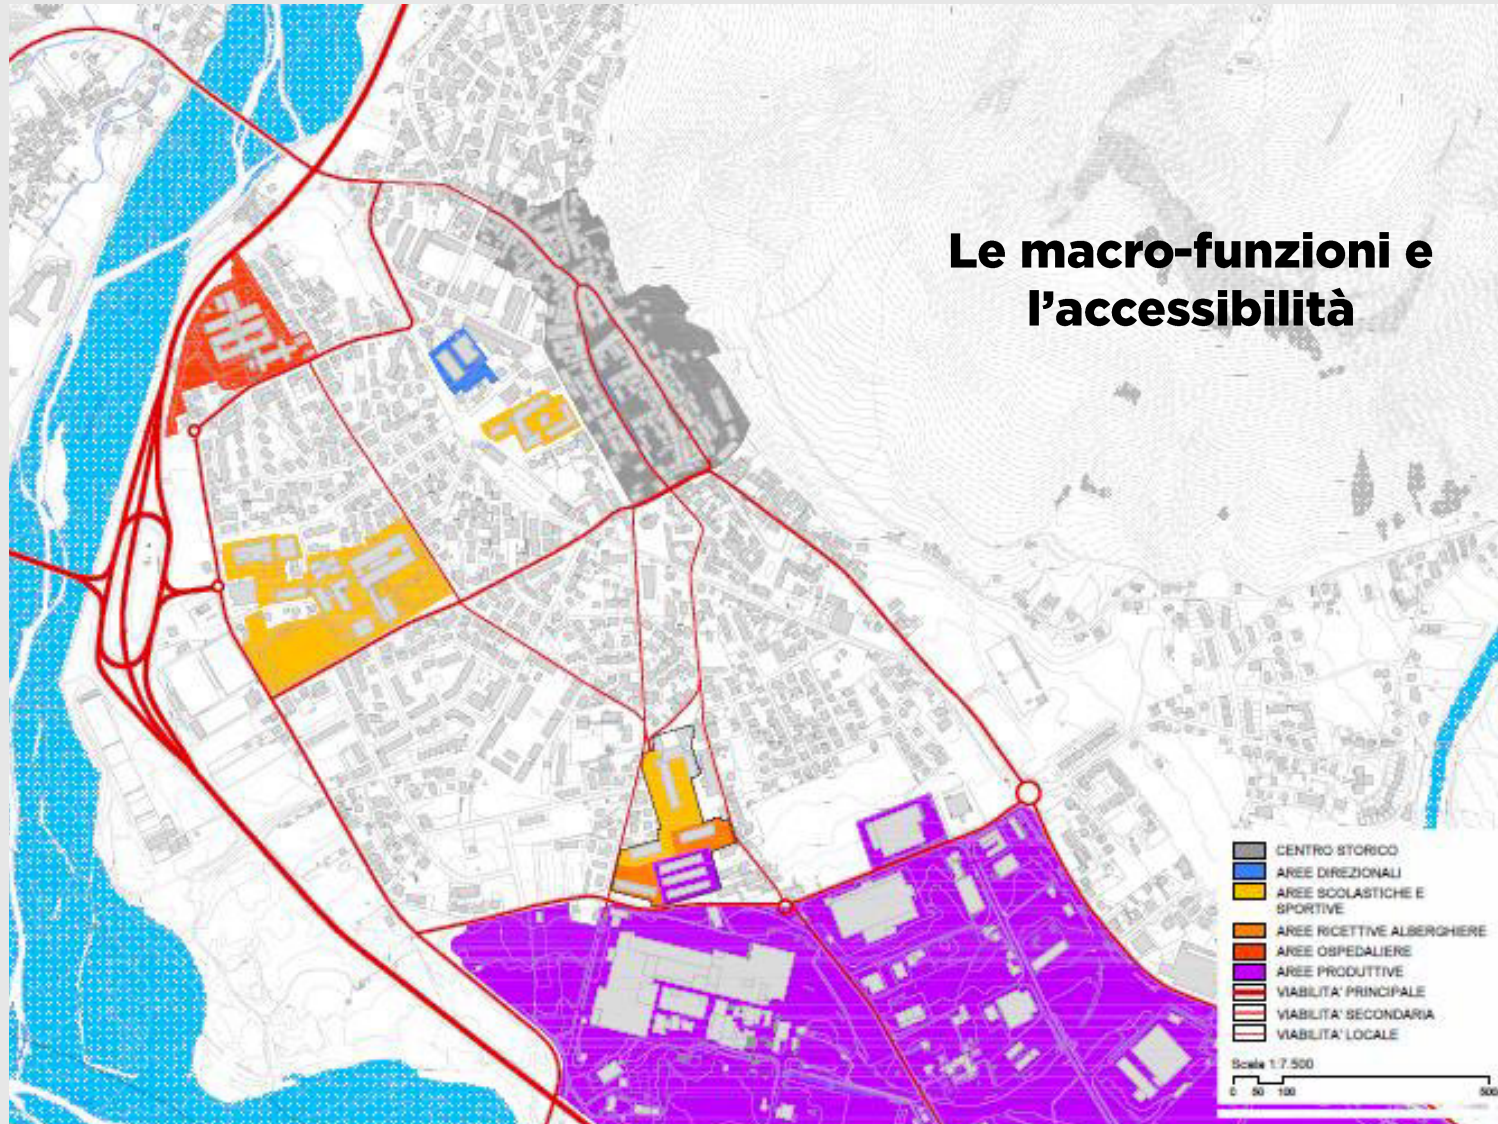 Le macro-funzioni e
l’accessibilità
CENTRO STORICO
AREE DIREZIONALI
AREE SCOLASTICHE E
SPORTIVE
AREE RICETTIVE ALBERGHIERE
AREE OSPEDALIERE
AREE PRODUTTIVE
VIABILITA' PRINCIPALE
VIABILITA' SECONDARIA
VIABILITA' LOCALE
Scale 1:7.500
0 50 100 500